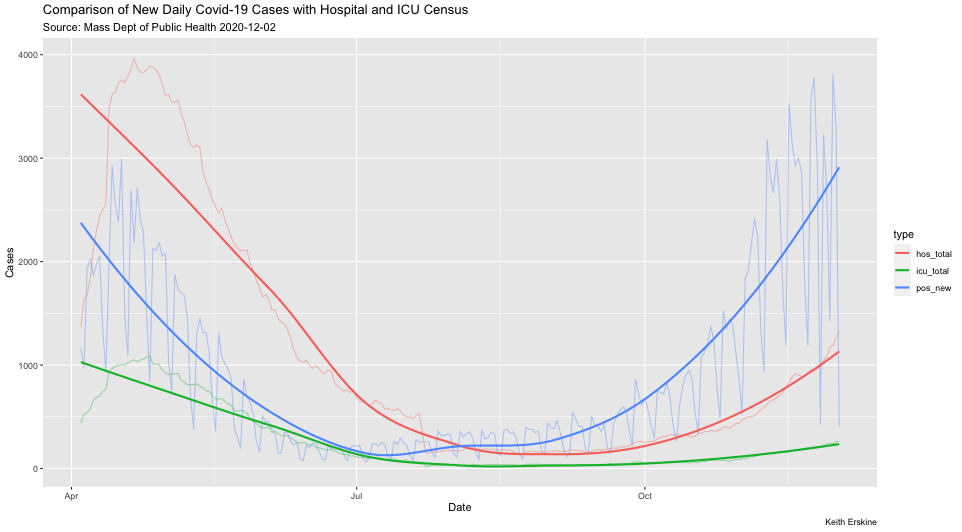 Comparison of New Daily Covid-19 Cases with Hospital and ICU Census
Source: Mass Dept of Public Health 2020-12-02
4000
3000
2000
1000
0
Cases
Apr
Jul
Oct
Date
type
hos_total
icu_total
pos_new
Keith Erskine